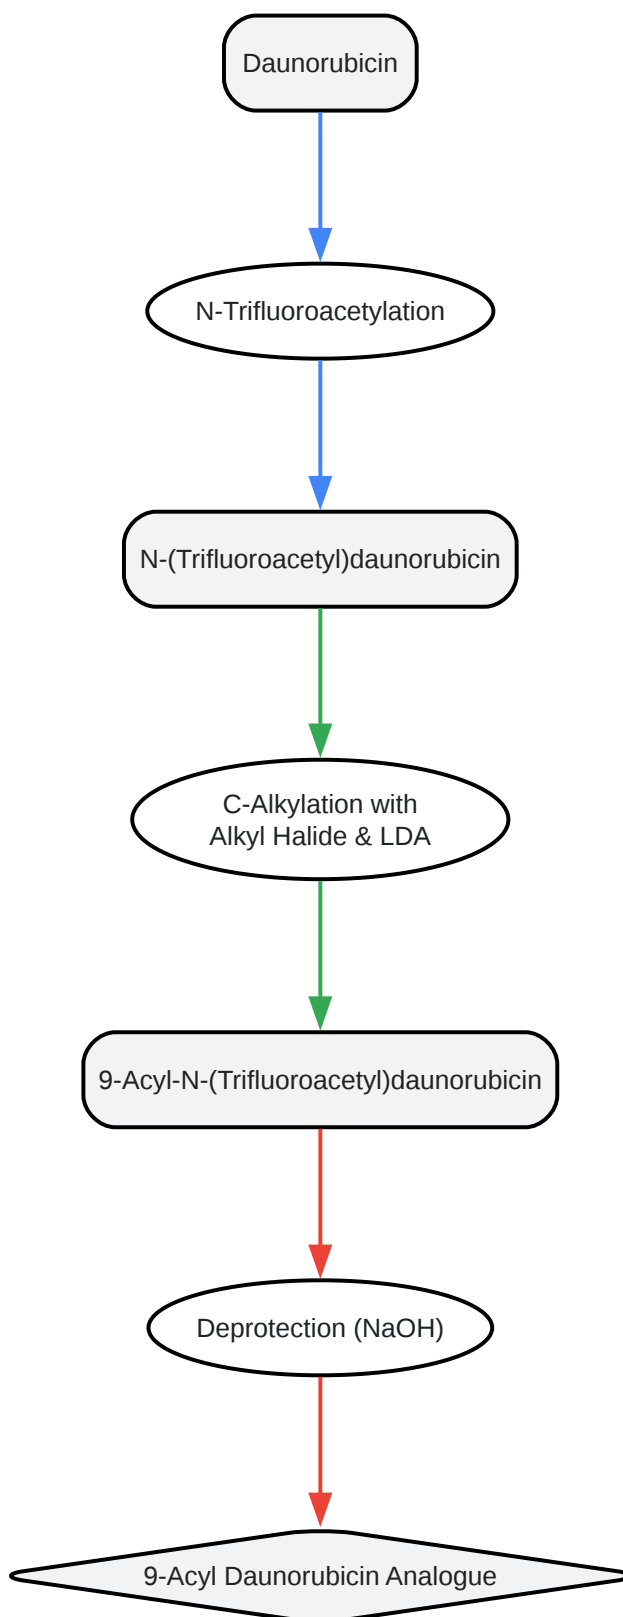 Daunorubicin
N-Trifluoroacetylation
N-(Trifluoroacetyl)daunorubicin
C-Alkylation with
Alkyl Halide & LDA
9-Acyl-N-(Trifluoroacetyl)daunorubicin
Deprotection (NaOH)
9-Acyl Daunorubicin Analogue